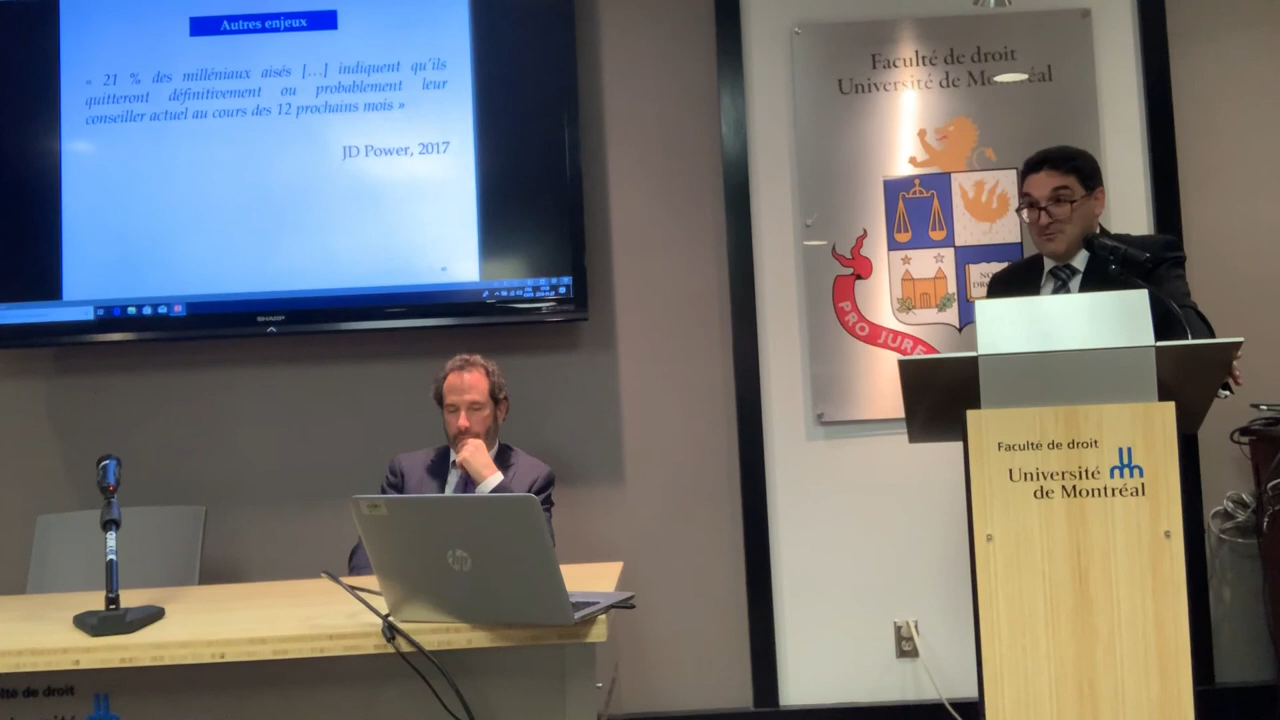 Autres enjeux
« 21 % des milléniaux aisés [...] indiquent qu'ils
quitteront définitivement ou probablement leur
conseiller actuel au cours des 12 prochains mois »
JD Power, 2017
SHARP
Faculté de droit
Université de Montréal
PRO JURE
hp
Faculté de droit
Université
de Montréal
lté de droit